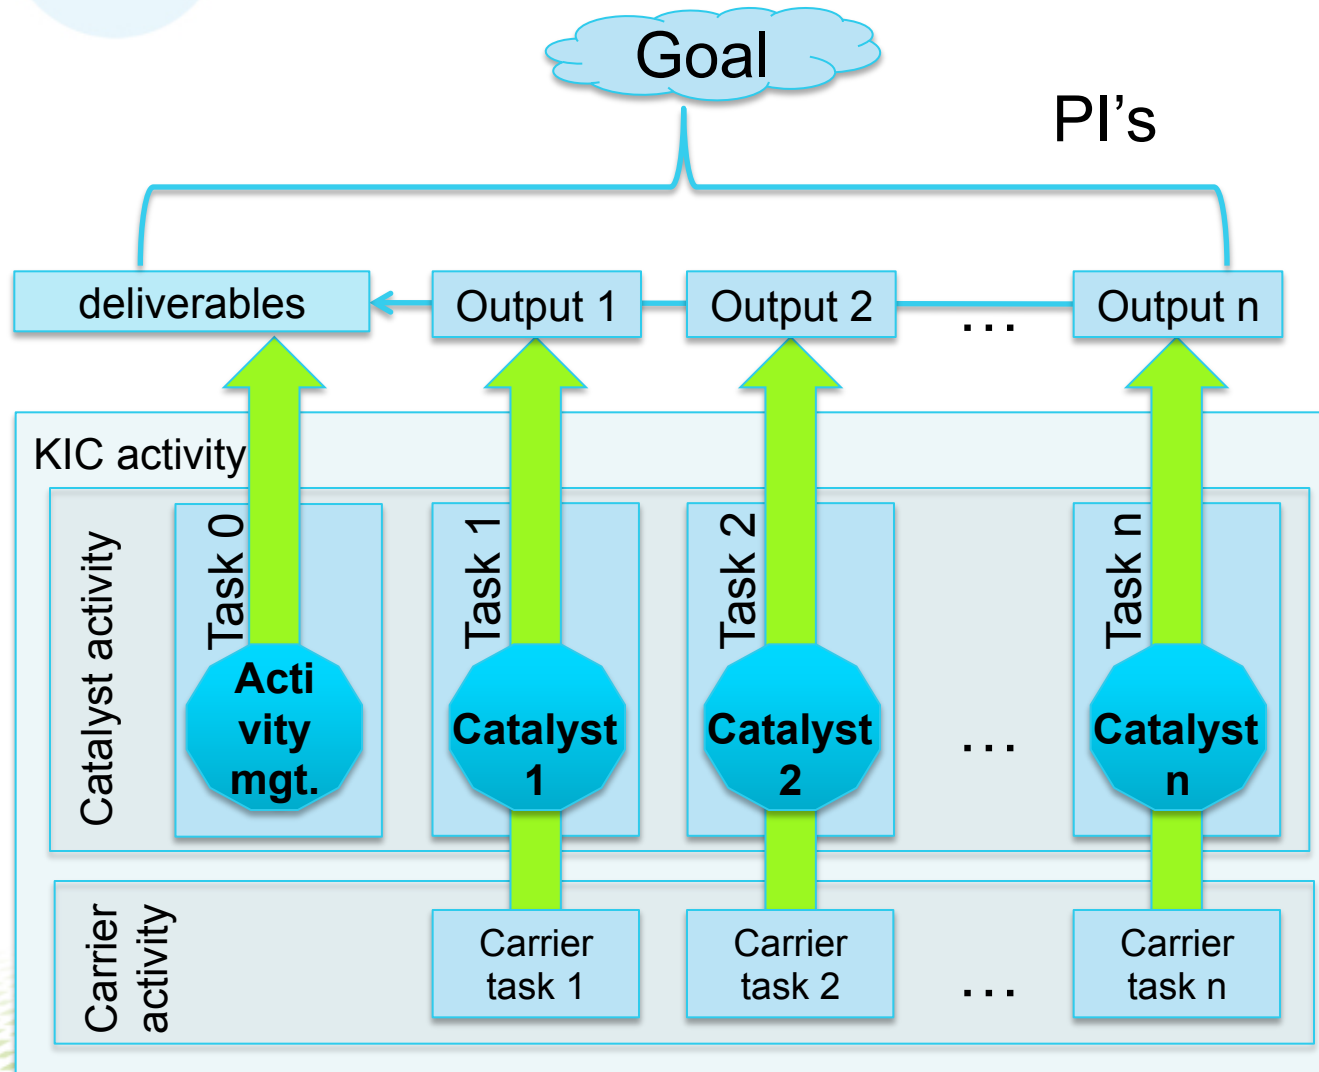 Goal
PI’s
deliverables
Output 1
Output 2
…
Output n
KIC activity
Catalyst activity
Task 0
Task 1
Task 2
Task n
Acti
vity
mgt.
Catalyst
1
Catalyst
2
…
Catalyst
n
Carrier
activity
Carrier
task 1
Carrier
task 2
…
Carrier
task n